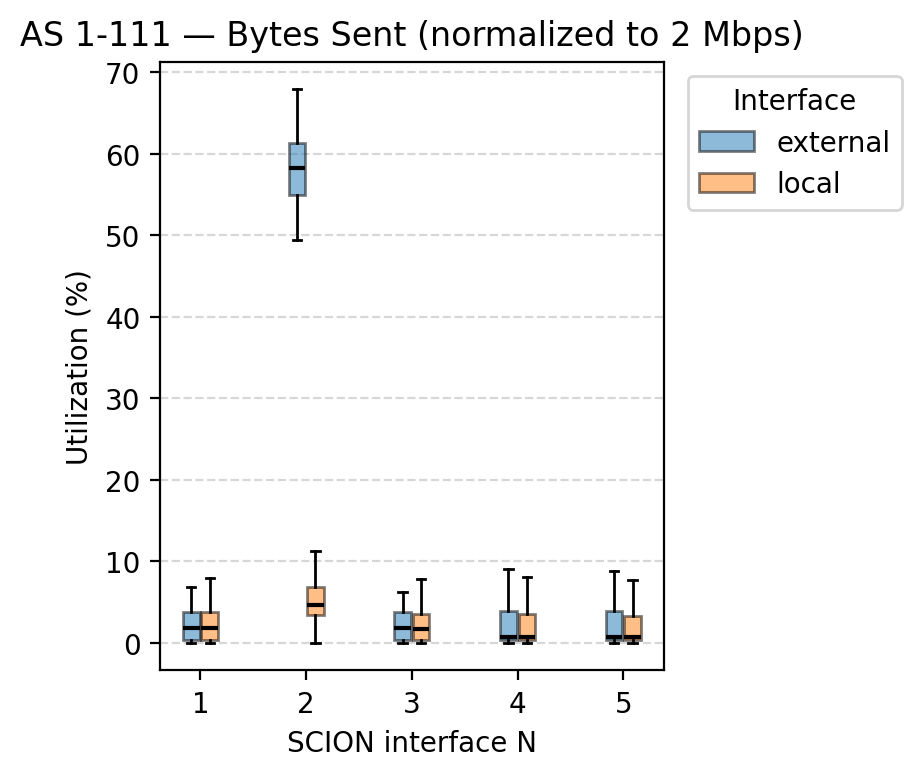 AS 1-111 — Bytes Sent (normalized to 2 Mbps)
Interface
external
local
Utilization (%)
70
60
50
40
30
20
10
0
1 2 3 4 5
SCION interface N